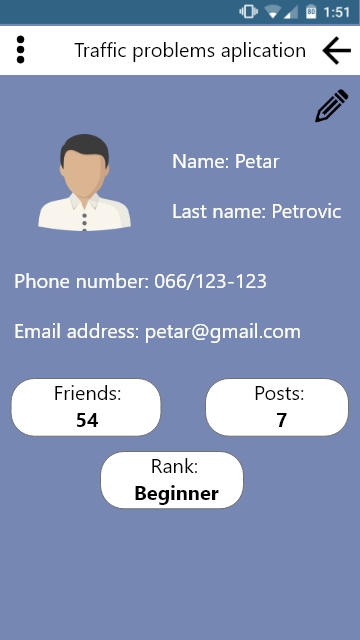 80 1:51
Traffic problems aplication
Name: Petar
Last name: Petrovic
Phone number: 066/123-123
Email address: petar@gmail.com
Friends:
54
Posts:
7
Rank:
Beginner